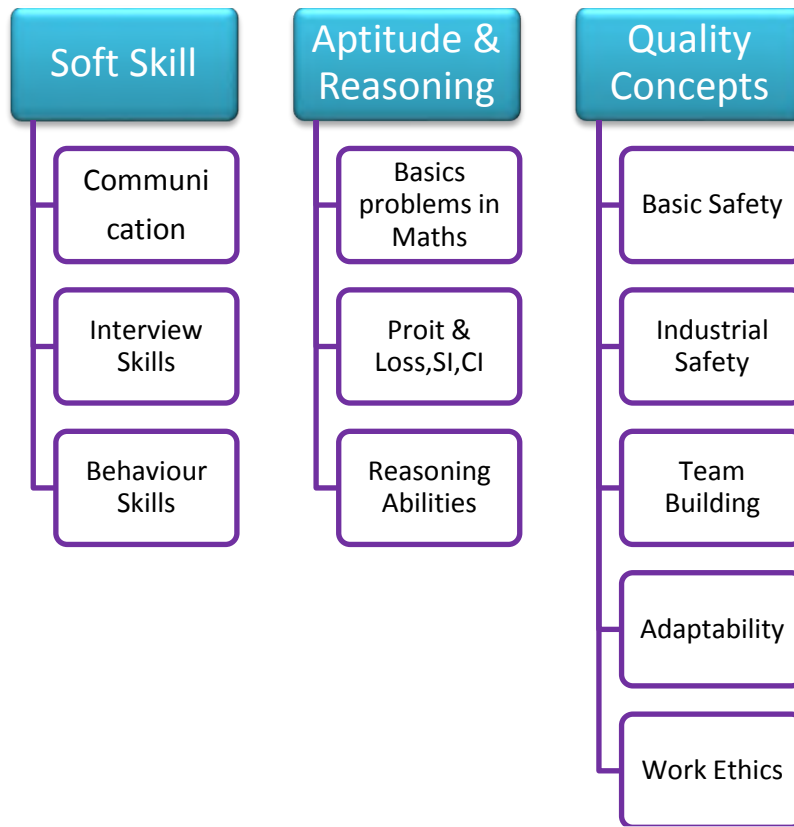 Soft Skill
Communi
cation
Interview
Skills
Behaviour
Skills
Aptitude &
Reasoning
Basics
problems in
Maths
Proit &
Loss,SI,CI
Reasoning
Abilities
Quality
Concepts
Basic Safety
Industrial
Safety
Team
Building
Adaptability
Work Ethics